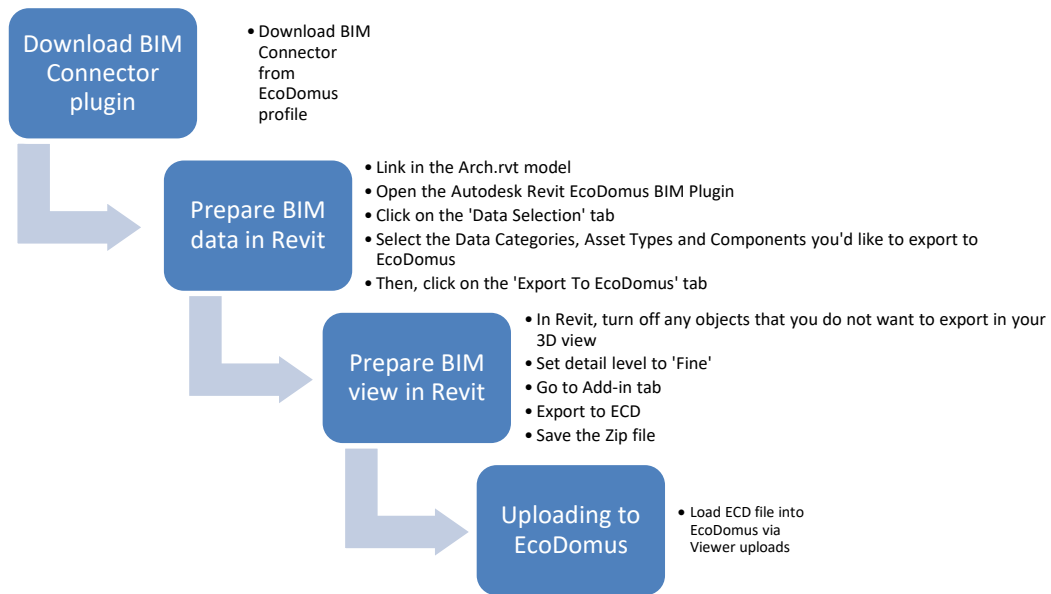 Download BIM
Connector
plugin
• Download BIM
Connector
from
EcoDomus
profile
Prepare BIM
data in Revit
• Link in the Arch.rvt model
• Open the Autodesk Revit EcoDomus BIM Plugin
• Click on the 'Data Selection' tab
• Select the Data Categories, Asset Types and Components you'd like to export to
EcoDomus
• Then, click on the 'Export To EcoDomus' tab
Prepare BIM
view in Revit
• In Revit, turn off any objects that you do not want to export in your
3D view
• Set detail level to 'Fine'
• Go to Add-in tab
• Export to ECD
• Save the Zip file
Uploading to
EcoDomus
• Load ECD file into
EcoDomus via
Viewer uploads